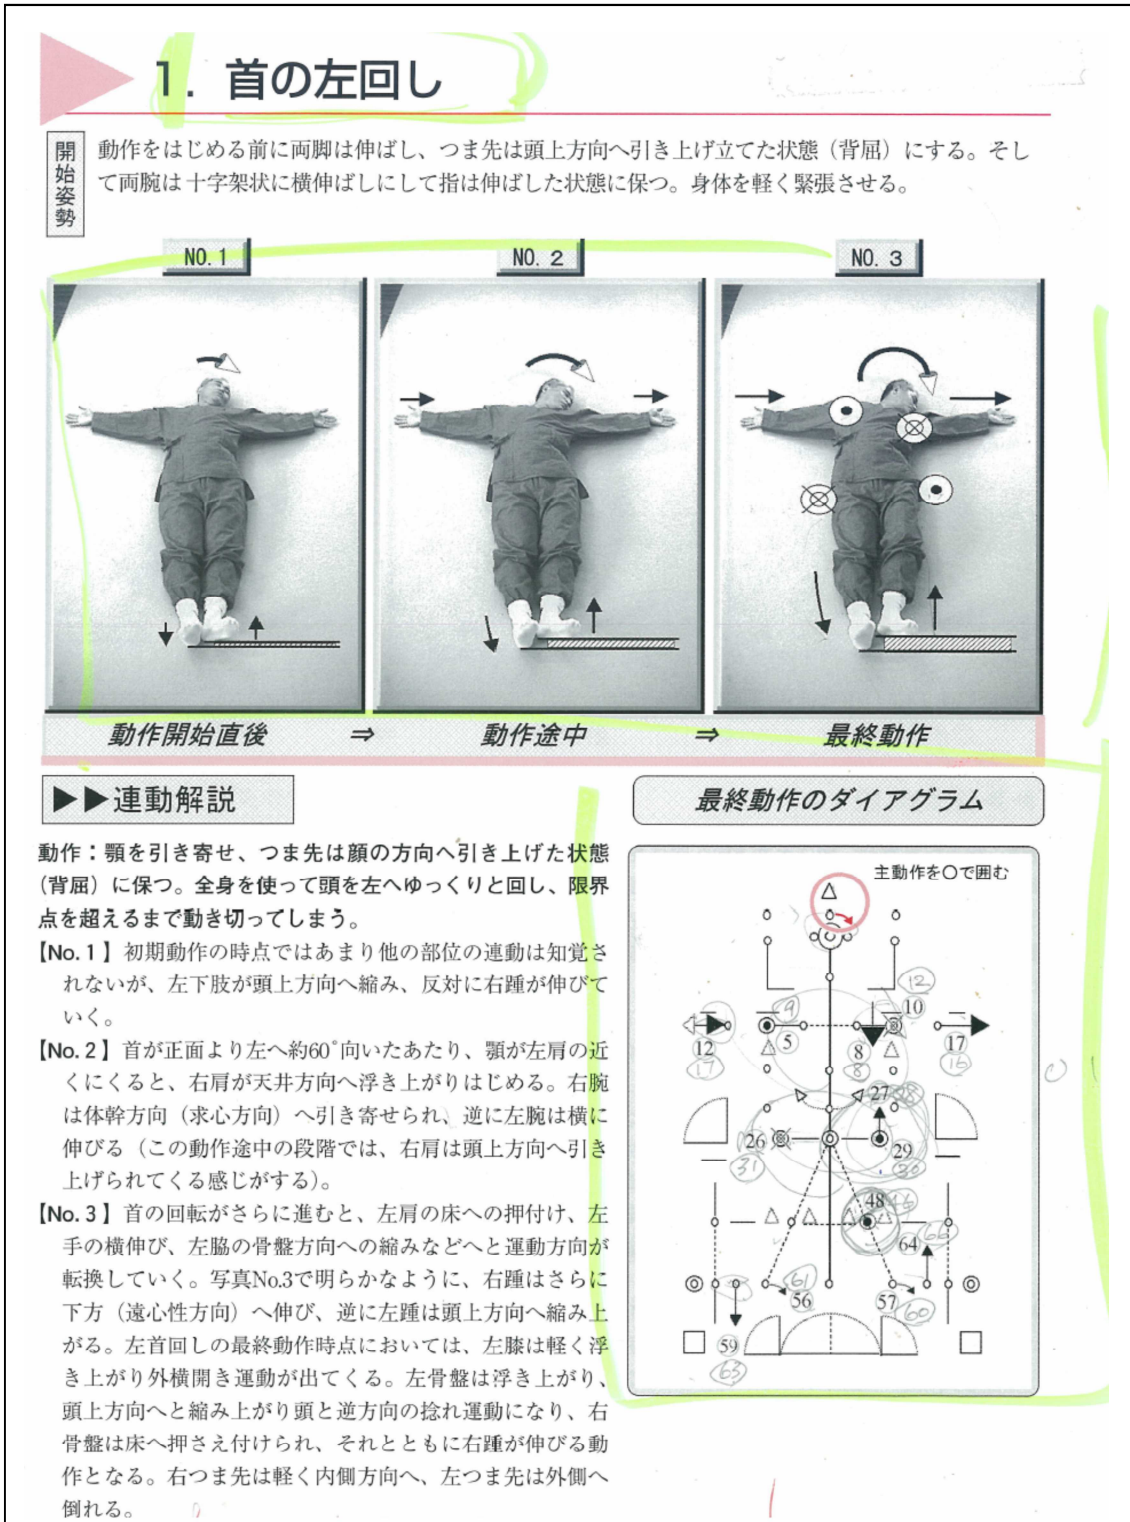 1. 首の左回し
開始姿勢
動作をはじめる前に両脚は伸ばし、つま先は頭上方向へ引き上げ立てた状態（背屈）にする。そし
て両腕は十字架状に横伸ばしにして指は伸ばした状態に保つ。身体を軽く緊張させる。
NO. 1
NO. 2
NO. 3
動作開始直後 ⇒ 動作途中 ⇒ 最終動作
▶▶連動解説
動作：顎を引き寄せ、つま先は顔の方向へ引き上げた状態
（背屈）に保つ。全身を使って頭を左へゆっくりと回し、限界
点を超えるまで動き切ってしまう。
【No. 1】初期動作の時点ではあまり他の部位の連動は知覚さ
れないが、左下肢が頭上方向へ縮み、反対に右踵が伸びて
いく。
【No. 2】首が正面より左へ約60°向いたあたり、顎が左肩の近
くにくると、右肩が天井方向へ浮き上がりはじめる。右腕
は体幹方向（求心方向）へ引き寄せられ、逆に左腕は横に
伸びる（この動作途中の段階では、右肩は頭上方向へ引き
上げられてくる感じがする）。
【No. 3】首の回転がさらに進むと、左肩の床への押付け、左
手の横伸び、左脇の骨盤方向への縮みなどへと運動方向が
転換していく。写真No.3で明らかなように、右踵はさらに
下方（遠心性方向）へ伸び、逆に左踵は頭上方向へ縮み上
がる。左首回しの最終動作時点においては、左膝は軽く浮
き上がり外横開き運動が出てくる。左骨盤は浮き上がり、
頭上方向へと縮み上がり頭と逆方向の捻れ運動になり、右
骨盤は床へ押さえ付けられ、それとともに右踵が伸びる動
作となる。右つま先は軽く内側方向へ、左つま先は外側へ
倒れる。
最終動作のダイアグラム
主動作を○で囲む
12
9 10
12 5 8 17
17 8 16
27
26 29
31 30
48
64 66
61
56 57 60
59
63